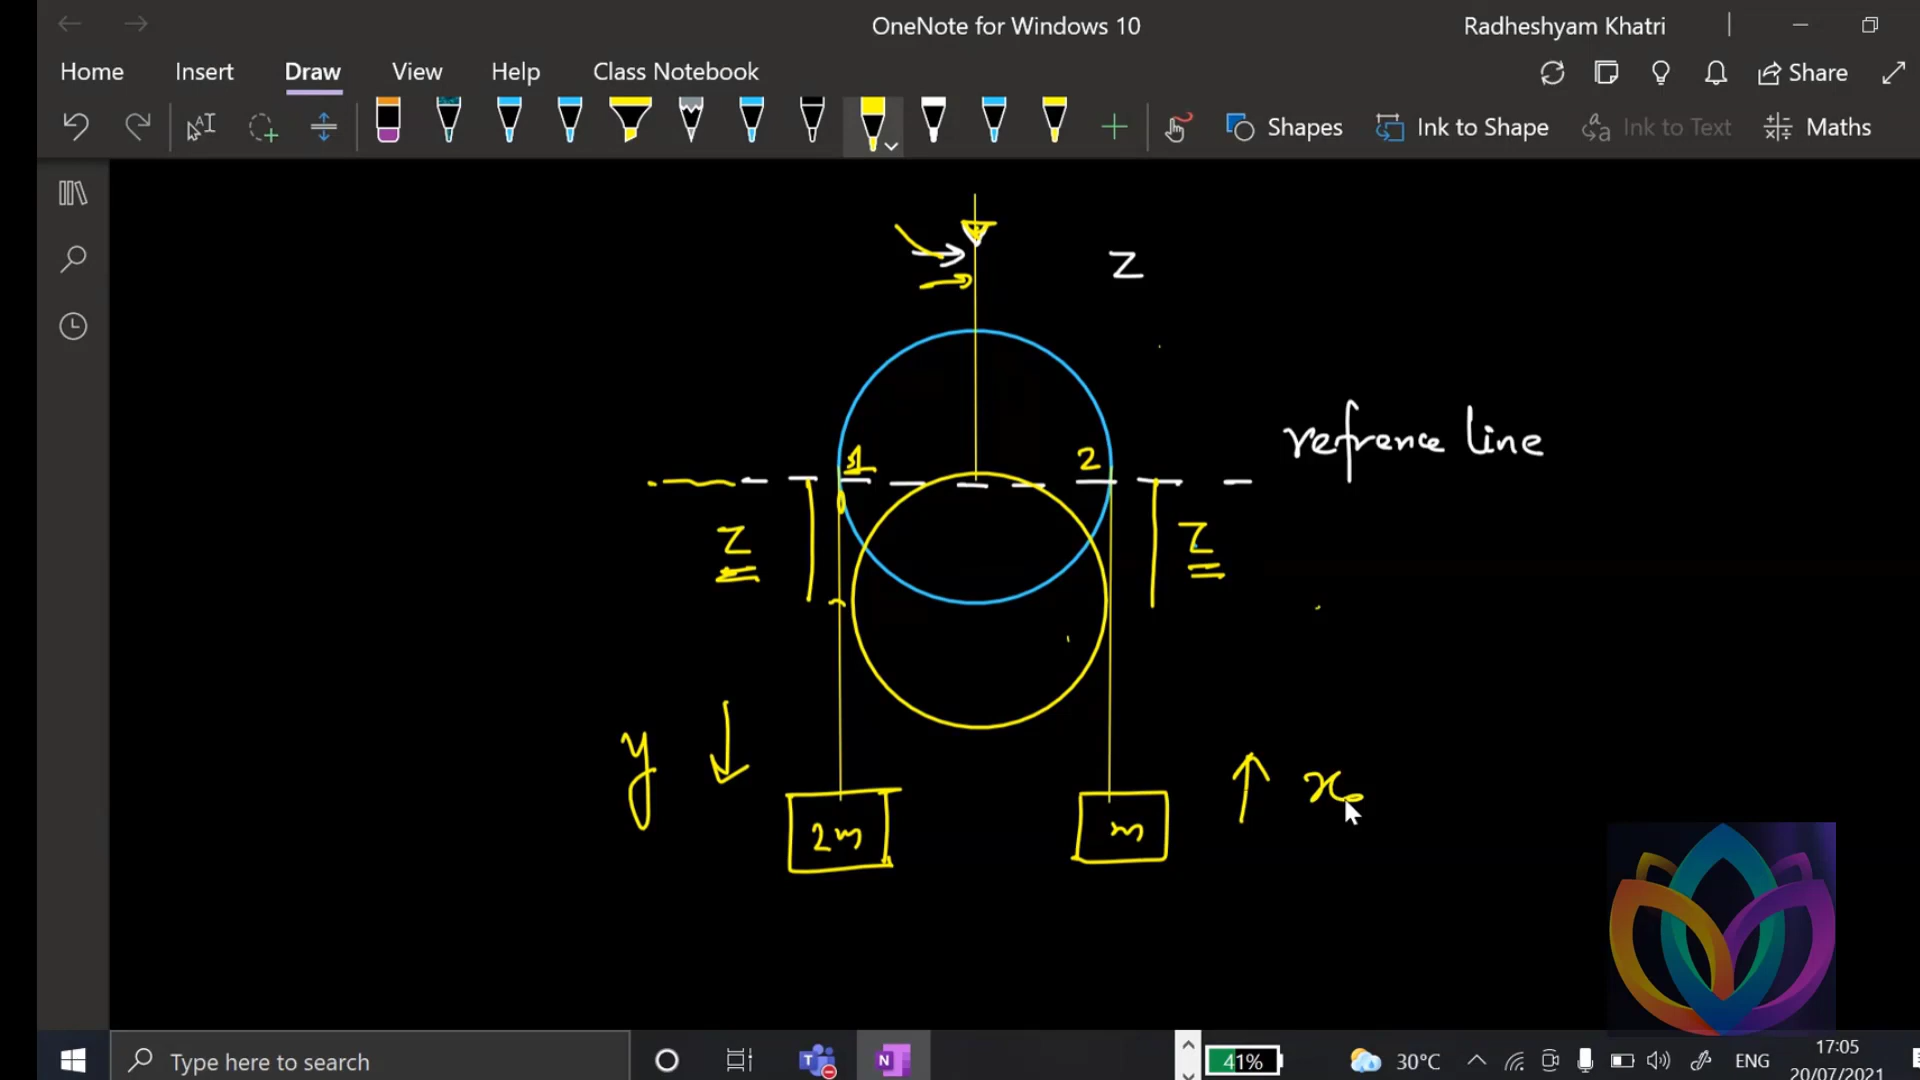 OneNote for Windows 10
Radheshyam Khatri
Home Insert Draw View Help Class Notebook
Share
Shapes Ink to Shape Ink to Text Maths
Z
refrence line
1 2
Z Z
y
x
2m m
Type here to search
41%
30°C
ENG
17:05
20/07/2021